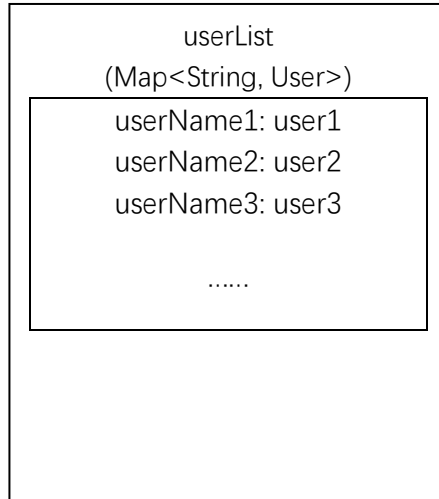 userList
(Map<String, User>)
userName1: user1
userName2: user2
userName3: user3
……